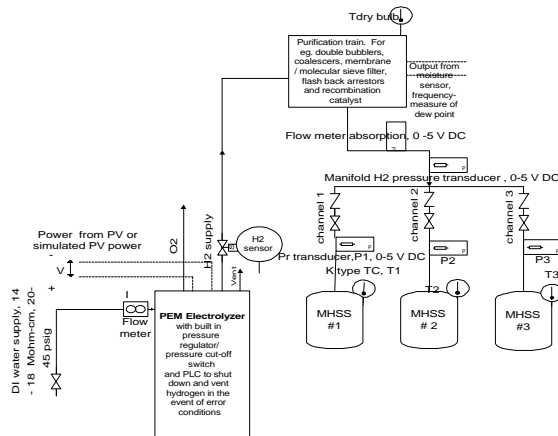 Tdry bulb
Purification train. For
eg. double bubblers,
coalescers, membrane
/ molecular sieve filter,
flash back arrestors
and recombination
catalyst
Output from
moisture
sensor,
frequency-
measure of
dew point
Flow meter absorption, 0 -5 V DC
P
Manifold H2 pressure transducer , 0-5 V DC
channel 1
channel 2
channel 3
P
P
P
Pr transducer,P1, 0-5 V DC
P2
P3
K type TC, T1
T2
T3
MHSS
#1
MHSS
# 2
MHSS
#3
Power from PV or
simulated PV power
-
V
+
O2
H2 supply
H2
sensor
Vent
I
Flow
meter
DI water supply, 14
- 18 Mohm-cm, 20-
45 psig
PEM Electrolyzer
with built in
pressure
regulator/
pressure cut-off
switch
and PLC to shut
down and vent
hydrogen in the
event of error
conditions